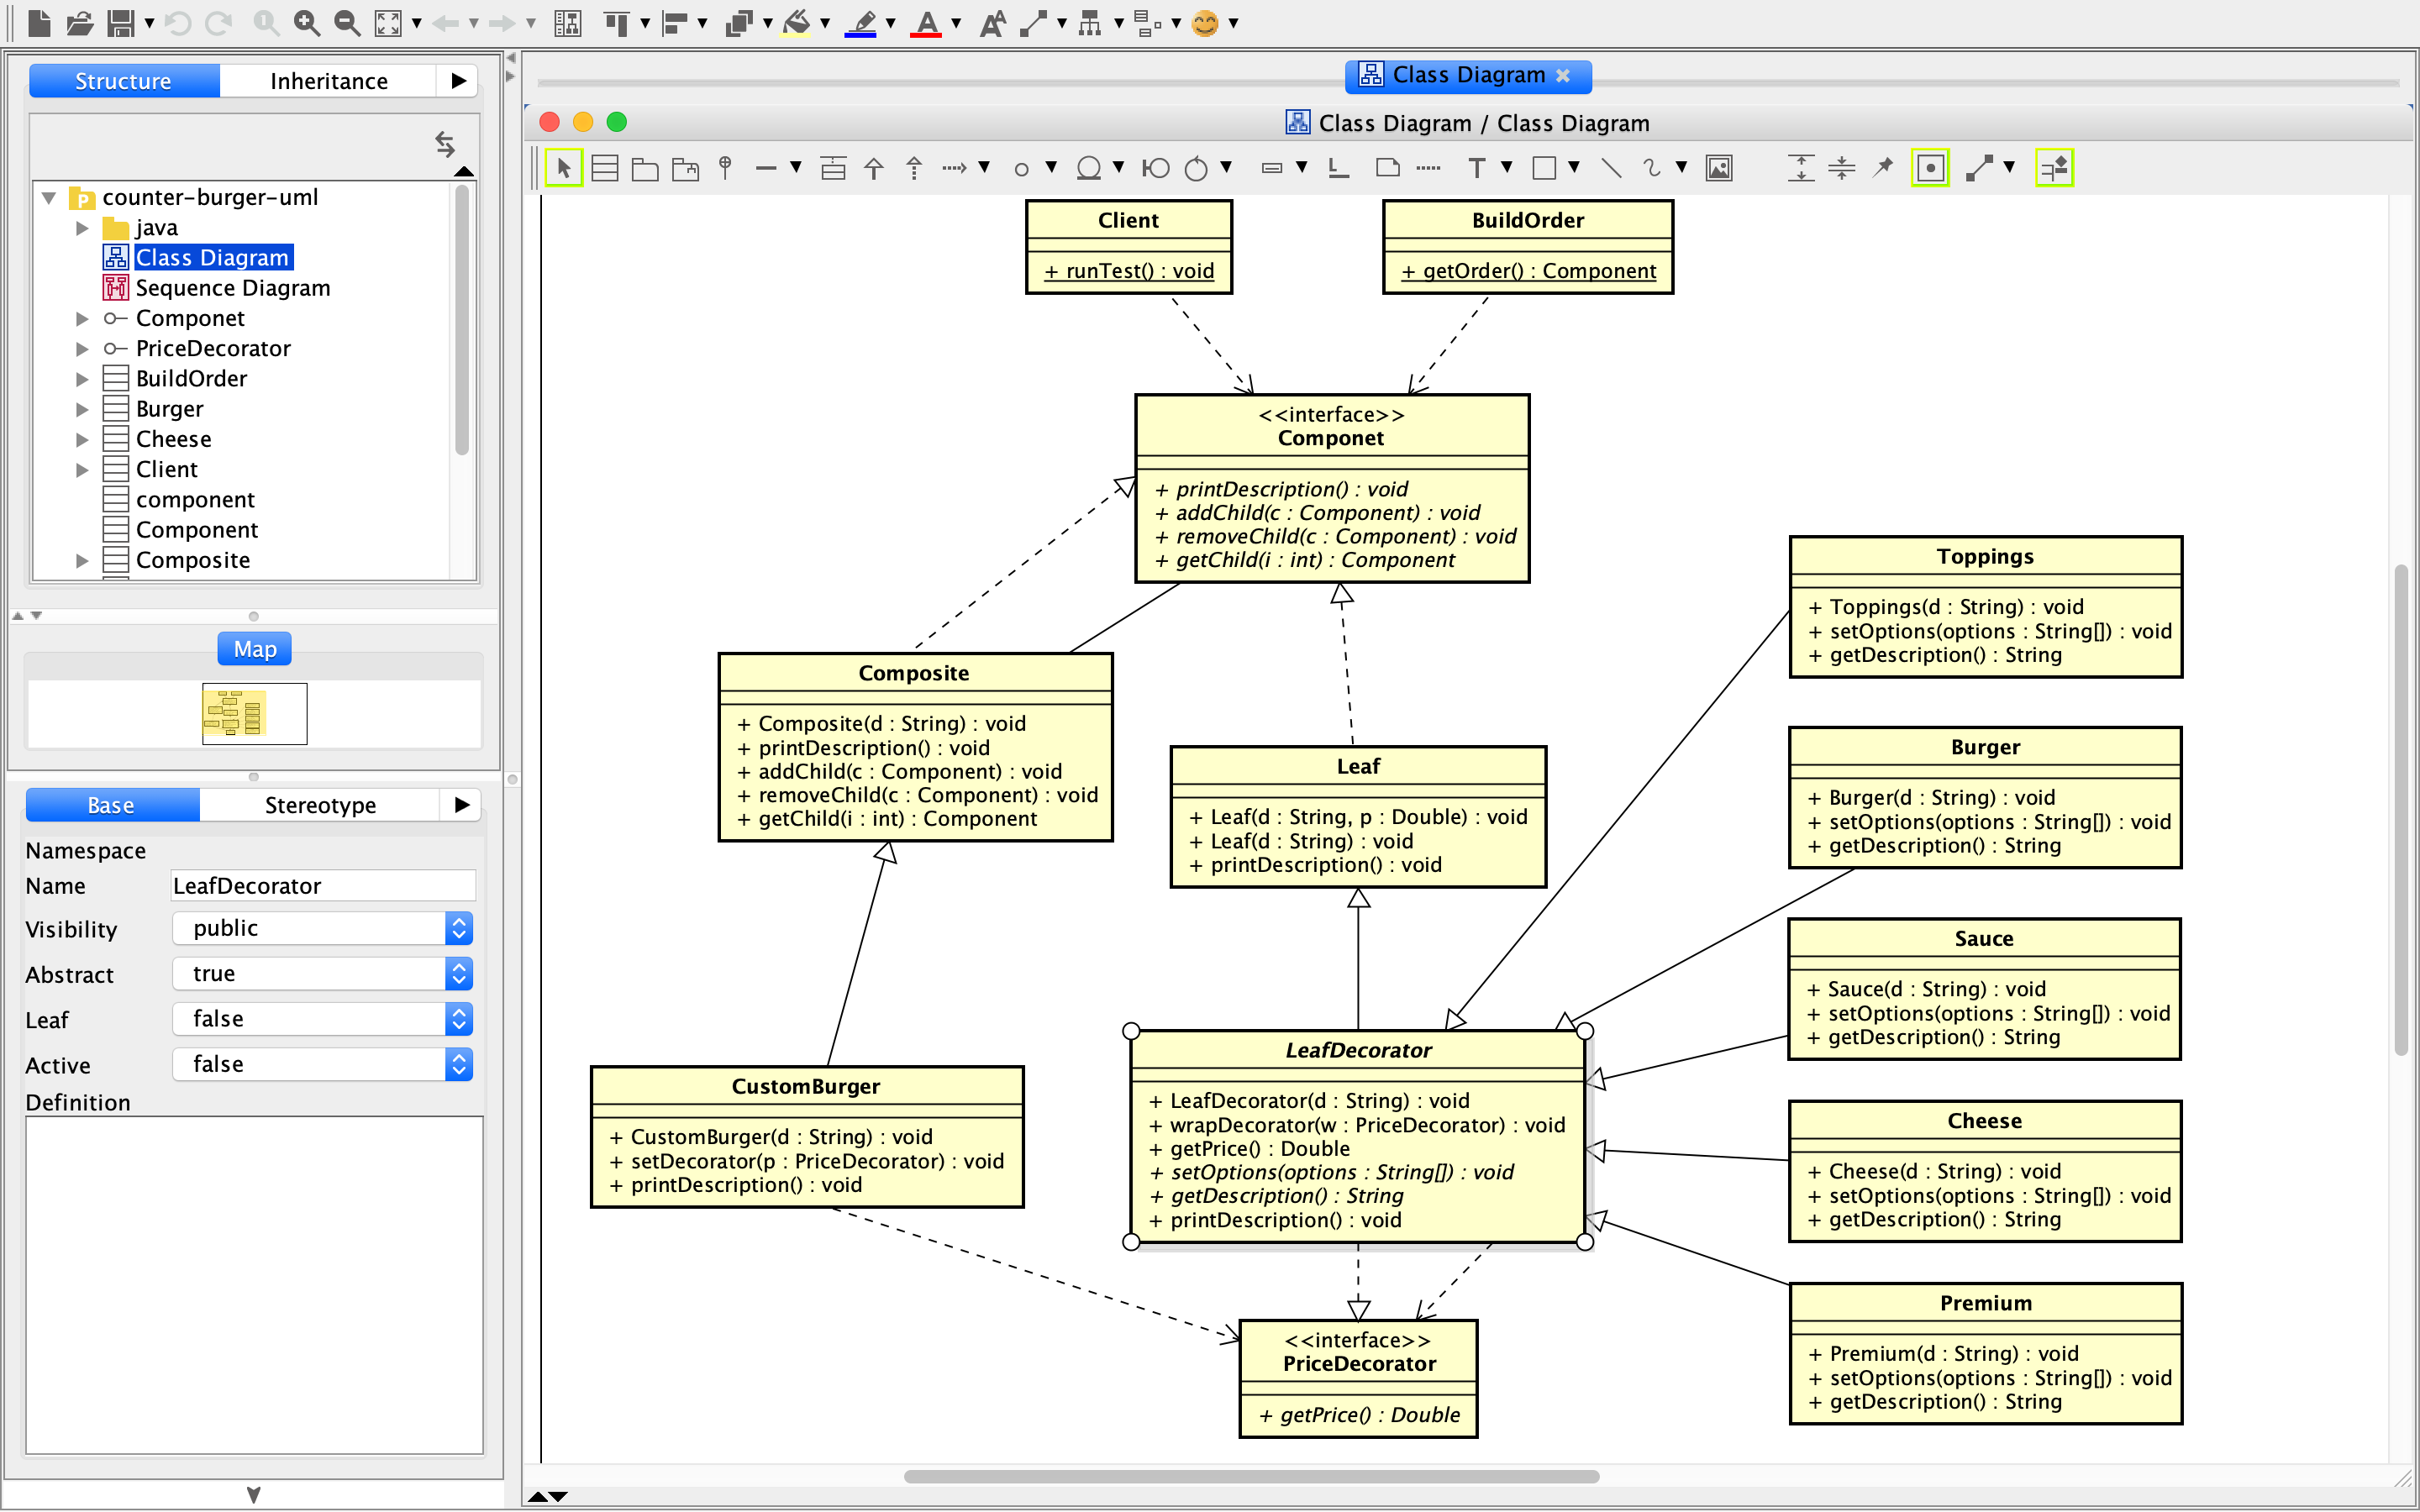 Structure
Inheritance
counter-burger-uml
java
Class Diagram
Sequence Diagram
Componet
PriceDecorator
BuildOrder
Burger
Cheese
Client
component
Component
Composite
Map
Base
Stereotype
Namespace
Name LeafDecorator
Visibility public
Abstract true
Leaf false
Active false
Definition
Class Diagram
Class Diagram / Class Diagram
Client
+ runTest() : void
BuildOrder
+ getOrder() : Component
<<interface>>
Componet
+ printDescription() : void
+ addChild(c : Component) : void
+ removeChild(c : Component) : void
+ getChild(i : int) : Component
Composite
+ Composite(d : String) : void
+ printDescription() : void
+ addChild(c : Component) : void
+ removeChild(c : Component) : void
+ getChild(i : int) : Component
Leaf
+ Leaf(d : String, p : Double) : void
+ Leaf(d : String) : void
+ printDescription() : void
Toppings
+ Toppings(d : String) : void
+ setOptions(options : String[]) : void
+ getDescription() : String
Burger
+ Burger(d : String) : void
+ setOptions(options : String[]) : void
+ getDescription() : String
Sauce
+ Sauce(d : String) : void
+ setOptions(options : String[]) : void
+ getDescription() : String
CustomBurger
+ CustomBurger(d : String) : void
+ setDecorator(p : PriceDecorator) : void
+ printDescription() : void
LeafDecorator
+ LeafDecorator(d : String) : void
+ wrapDecorator(w : PriceDecorator) : void
+ getPrice() : Double
+ setOptions(options : String[]) : void
+ getDescription() : String
+ printDescription() : void
Cheese
+ Cheese(d : String) : void
+ setOptions(options : String[]) : void
+ getDescription() : String
<<interface>>
PriceDecorator
+ getPrice() : Double
Premium
+ Premium(d : String) : void
+ setOptions(options : String[]) : void
+ getDescription() : String